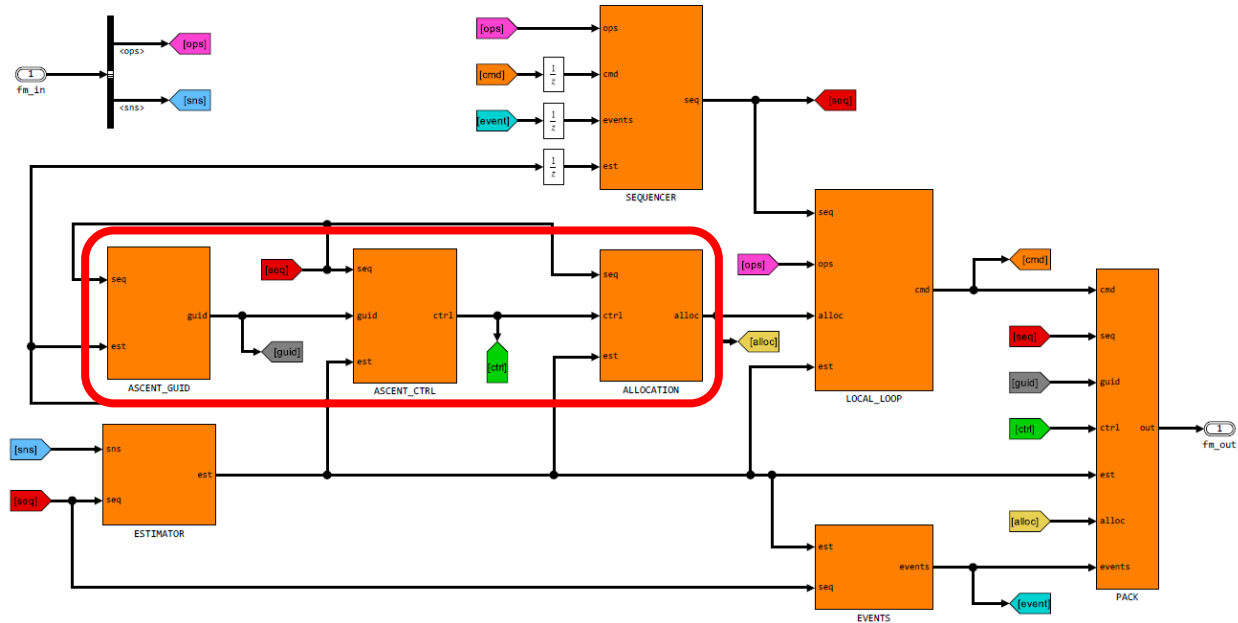 1
fm_in
<ops>
[ops]
<sns>
[sns]
[ops]
ops
[cmd]
1
z
cmd
[event]
1
z
events
1
z
est
seq
SEQUENCER
[seq]
seq
est
guid
ASCENT_GUID
[guid]
[seq]
seq
guid
est
ctrl
ASCENT_CTRL
[ctrl]
seq
ctrl
est
alloc
ALLOCATION
[alloc]
[ops]
seq
ops
alloc
est
cmd
LOCAL_LOOP
[cmd]
[sns]
sns
[seq]
seq
est
ESTIMATOR
est
seq
events
EVENTS
[event]
cmd
[seq]
seq
[guid]
guid
[ctrl]
ctrl
est
[alloc]
alloc
events
out
PACK
1
fm_out